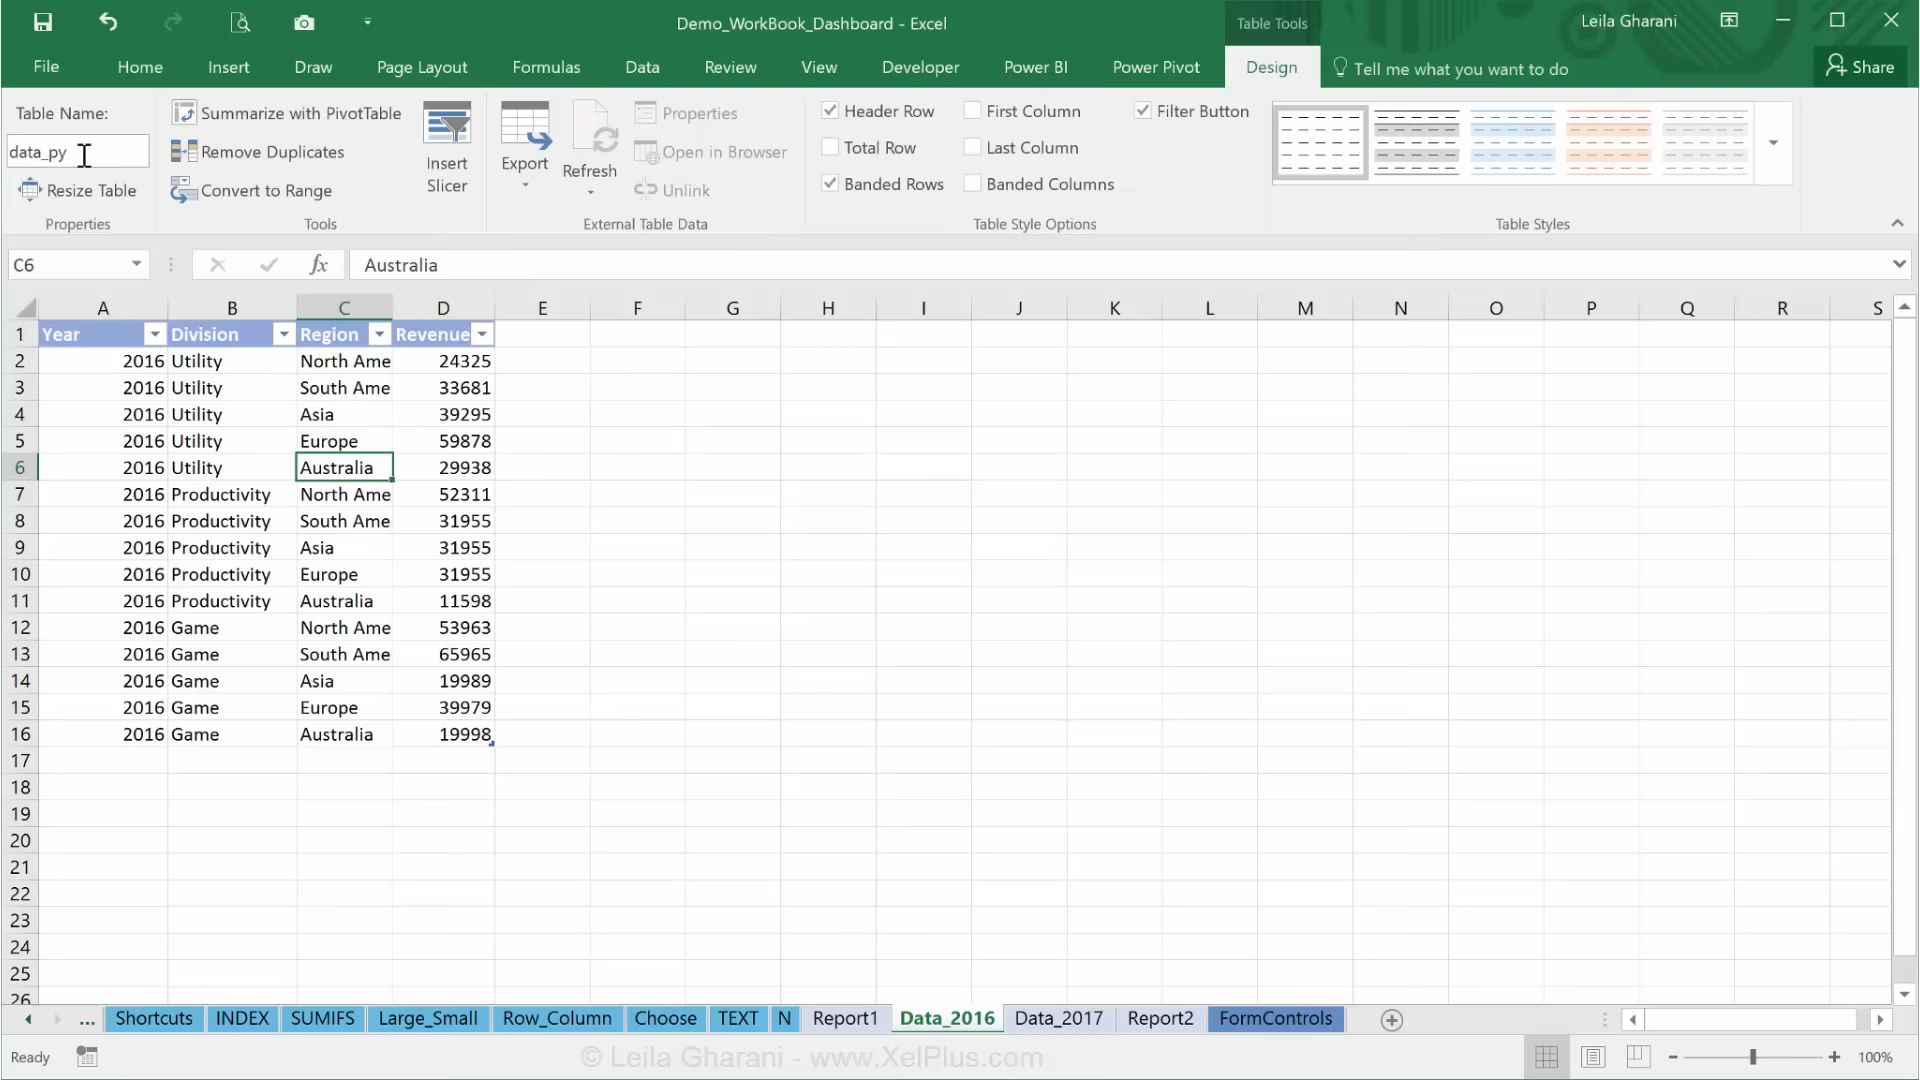 Demo_WorkBook_Dashboard - Excel
Table Tools
Leila Gharani
File Home Insert Draw Page Layout Formulas Data Review View Developer Power BI Power Pivot Design Tell me what you want to do Share
Table Name:
data_py
Resize Table
Properties
Summarize with PivotTable
Remove Duplicates
Convert to Range
Tools
Insert
Slicer
Export
Refresh
Properties
Open in Browser
Unlink
External Table Data
Header Row
Total Row
Banded Rows
First Column
Last Column
Banded Columns
Filter Button
Table Style Options
Table Styles
C6 fx Australia
A B C D E F G H I J K L M N O P Q R S
1 Year Division Region Revenue
2 2016 Utility North Ame 24325
3 2016 Utility South Ame 33681
4 2016 Utility Asia 39295
5 2016 Utility Europe 59878
6 2016 Utility Australia 29938
7 2016 Productivity North Ame 52311
8 2016 Productivity South Ame 31955
9 2016 Productivity Asia 31955
10 2016 Productivity Europe 31955
11 2016 Productivity Australia 11598
12 2016 Game North Ame 53963
13 2016 Game South Ame 65965
14 2016 Game Asia 19989
15 2016 Game Europe 39979
16 2016 Game Australia 19998
17
18
19
20
21
22
23
24
25
26
... Shortcuts INDEX SUMIFS Large_Small Row_Column Choose TEXT N Report1 Data_2016 Data_2017 Report2 FormControls
Ready © Leila Gharani - www.XelPlus.com 100%